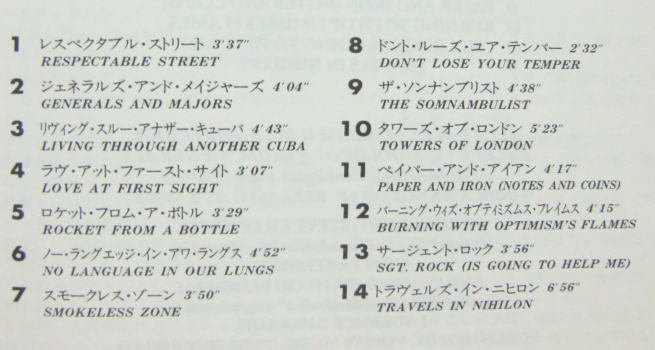 1 レスペクタブル・ストリート 3'37"
RESPECTABLE STREET
2 ジェネラルズ・アンド・メイジャーズ 4'04"
GENERALS AND MAJORS
3 リヴィング・スルー・アナザー・キューバ 4'43"
LIVING THROUGH ANOTHER CUBA
4 ラヴ・アット・ファースト・サイト 3'07"
LOVE AT FIRST SIGHT
5 ロケット・フロム・ア・ボトル 3'29"
ROCKET FROM A BOTTLE
6 ノー・ラングエッジ・イン・アワ・ラングス 4'52"
NO LANGUAGE IN OUR LUNGS
7 スモークレス・ゾーン 3'50"
SMOKELESS ZONE
8 ドント・ルーズ・ユア・テンパー 2'32"
DON'T LOSE YOUR TEMPER
9 ザ・ソンナンブリスト 4'38"
THE SOMNAMBULIST
10 タワーズ・オブ・ロンドン 5'23"
TOWERS OF LONDON
11 ペイパー・アンド・アイアン 4'17"
PAPER AND IRON (NOTES AND COINS)
12 バーニング・ウィズ・オプティミズムス・フレイムス 4'15"
BURNING WITH OPTIMISM'S FLAMES
13 サージェント・ロック 3'56"
SGT. ROCK (IS GOING TO HELP ME)
14 トラヴェルズ・イン・ニヒロン 6'56"
TRAVELS IN NIHILON